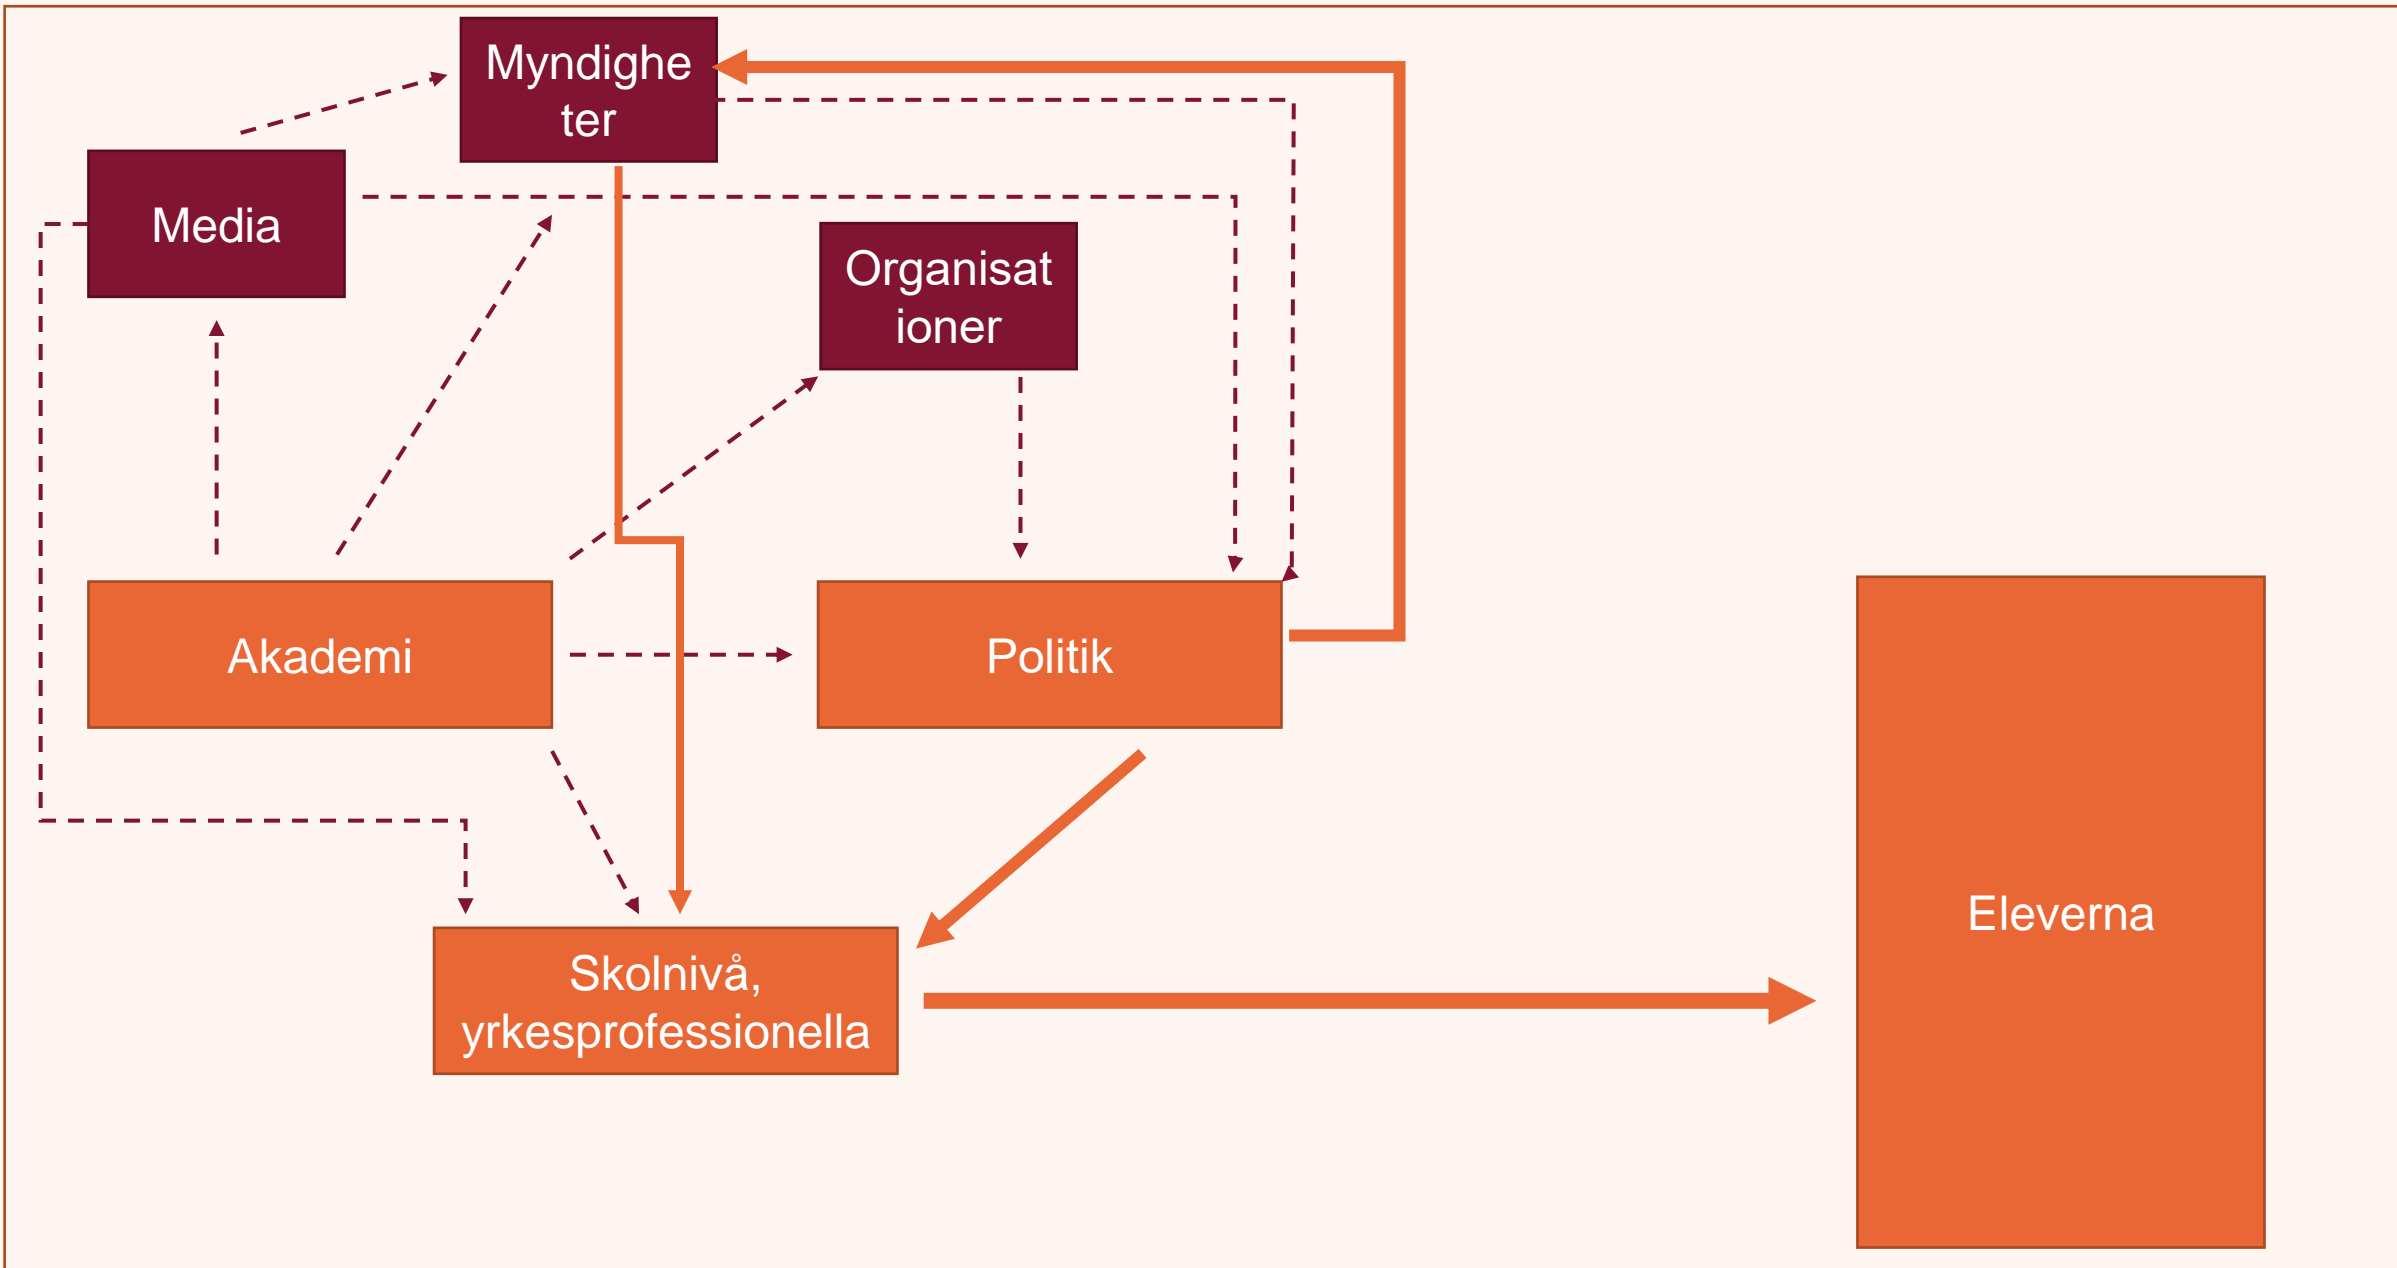 Myndighe
ter
Media
Organisat
ioner
Akademi
Politik
Eleverna
Skolnivå,
yrkesprofessionella